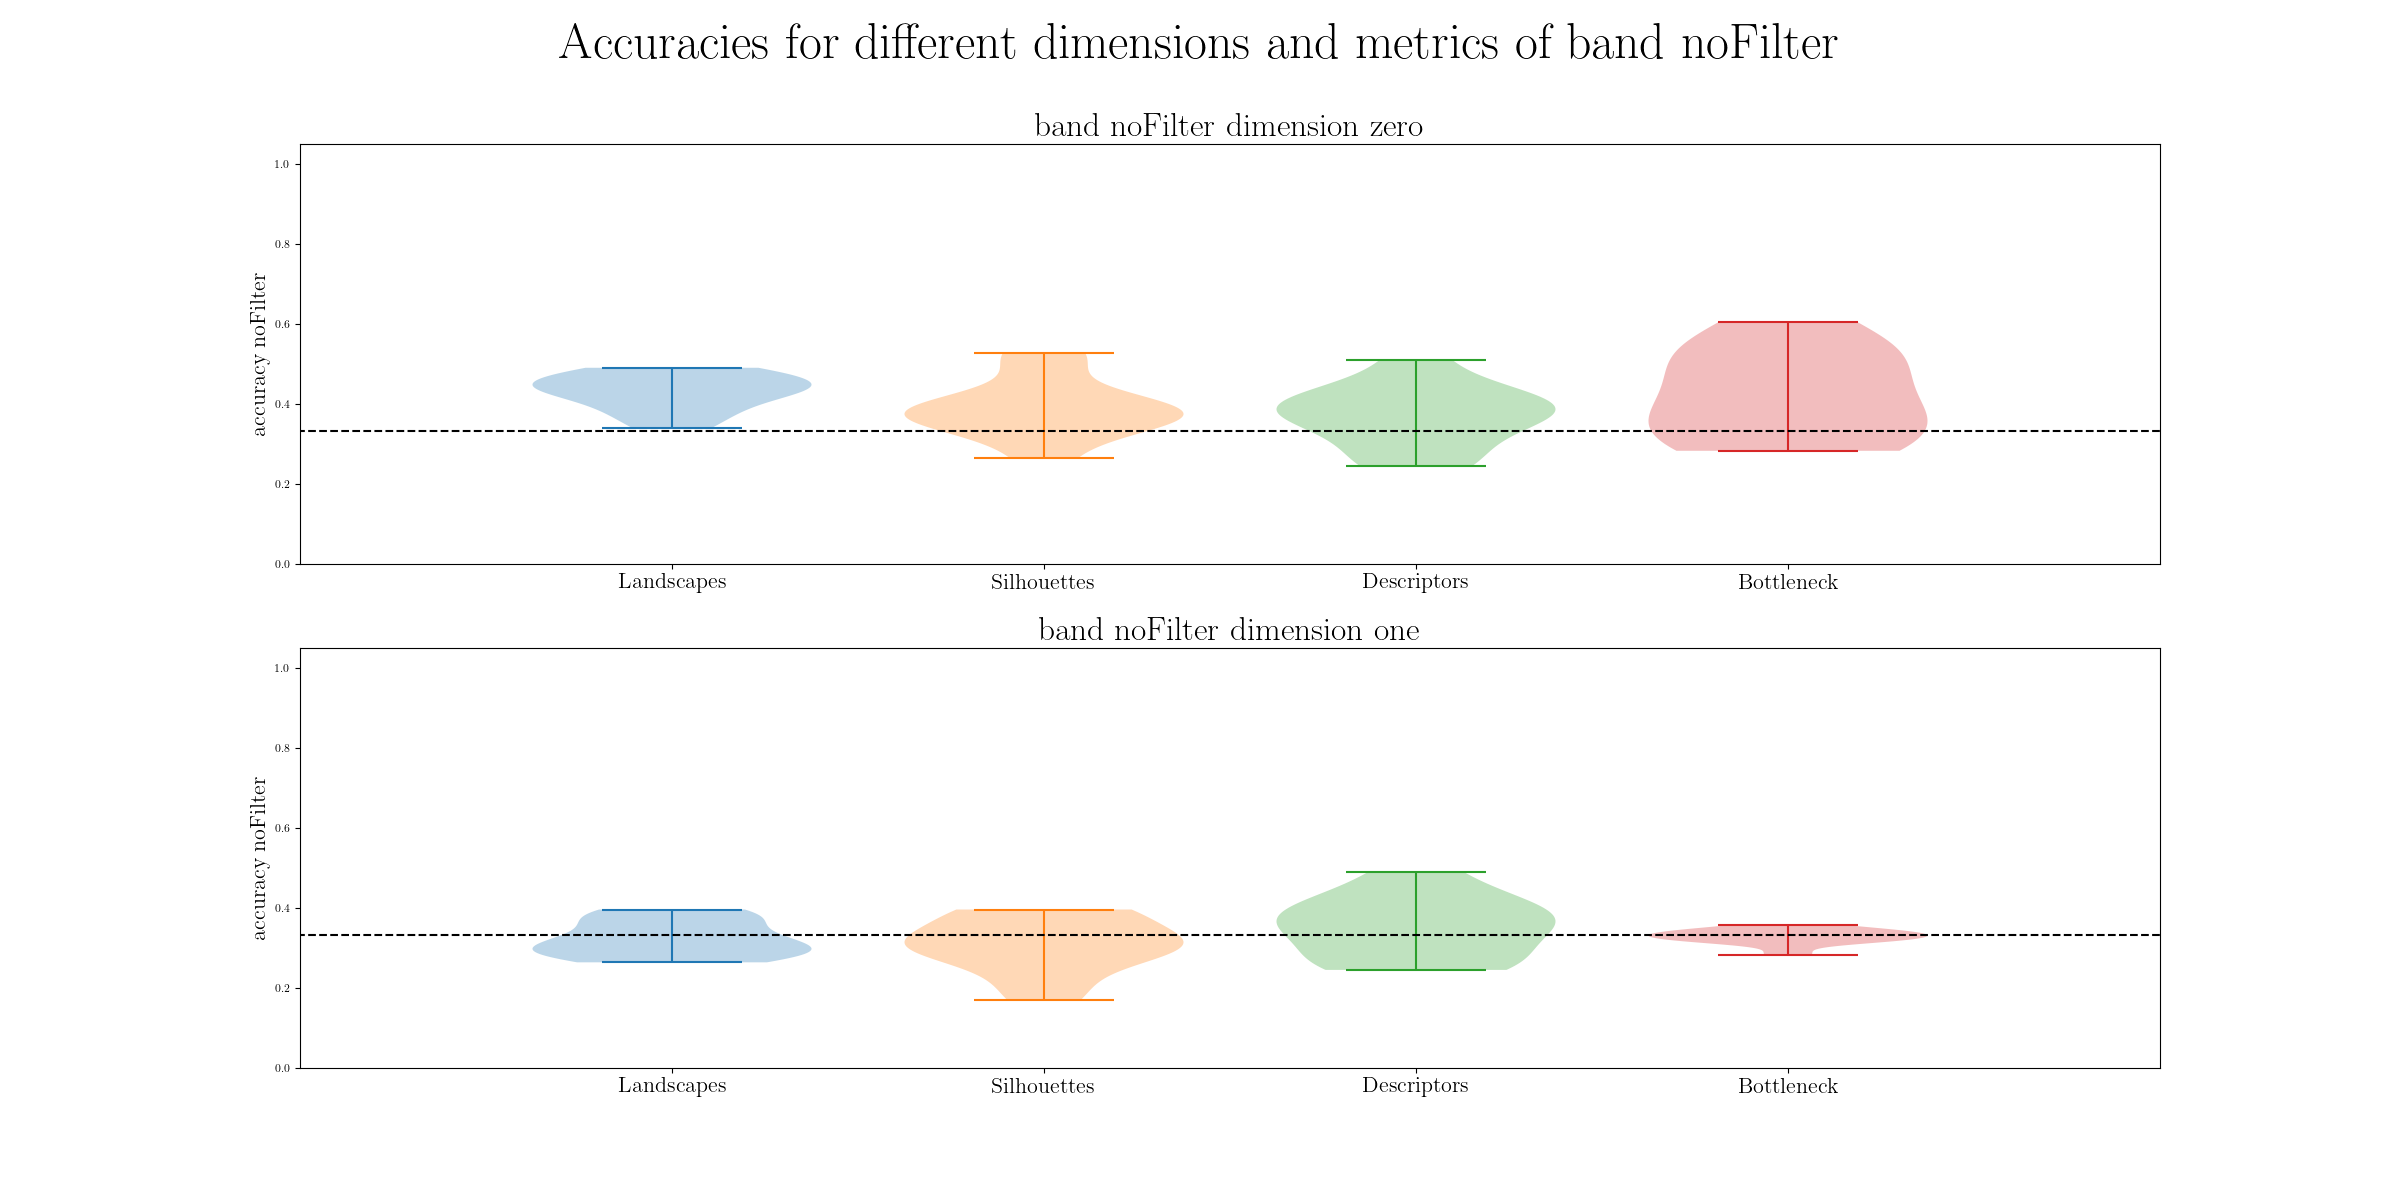 Accuracies for different dimensions and metrics of band noFilter
band noFilter dimension zero
accuracy noFilter
1.0
0.8
0.6
0.4
0.2
0.0
Landscapes
Silhouettes
Descriptors
Bottleneck
band noFilter dimension one
accuracy noFilter
1.0
0.8
0.6
0.4
0.2
0.0
Landscapes
Silhouettes
Descriptors
Bottleneck